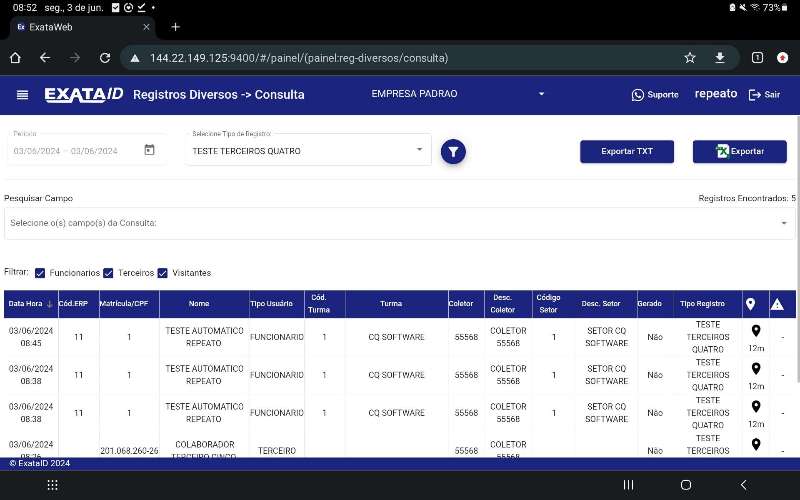 08:52 seg., 3 de jun.
73%
Ex ExataWeb
144.22.149.125:9400/#/painel/(painel:reg-diversos/consulta)
1
EXATAID Registros Diversos -> Consulta EMPRESA PADRAO Suporte repeato Sair
Período
03/06/2024 – 03/06/2024
Selecione Tipo de Registro:
TESTE TERCEIROS QUATRO
Exportar TXT
Exportar
Pesquisar Campo
Registros Encontrados: 5
Selecione o(s) campo(s) da Consulta:
Filtrar: Funcionarios Terceiros Visitantes
Data Hora Cód.ERP Matrícula/CPF Nome Tipo Usuário Cód. Turma Turma Coletor Desc. Coletor Código Setor Desc. Setor Gerado Tipo Registro
03/06/2024 08:45 11 1 TESTE AUTOMATICO REPEATO FUNCIONARIO 1 CQ SOFTWARE 55568 COLETOR 55568 1 SETOR CQ SOFTWARE Não TESTE TERCEIROS QUATRO 12m -
03/06/2024 08:38 11 1 TESTE AUTOMATICO REPEATO FUNCIONARIO 1 CQ SOFTWARE 55568 COLETOR 55568 1 SETOR CQ SOFTWARE Não TESTE TERCEIROS QUATRO 12m -
03/06/2024 08:38 11 1 TESTE AUTOMATICO REPEATO FUNCIONARIO 1 CQ SOFTWARE 55568 COLETOR 55568 1 SETOR CQ SOFTWARE Não TESTE TERCEIROS QUATRO 12m -
03/06/2024 201.068.260-26 COLABORADOR TERCEIRO CINCO TERCEIRO 55568 COLETOR 55568 Não TESTE TERCEIROS -
© ExataID 2024